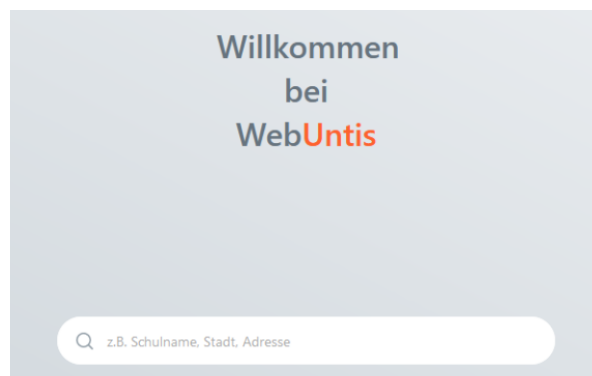 Willkommen
bei
WebUntis
z.B. Schulname, Stadt, Adresse